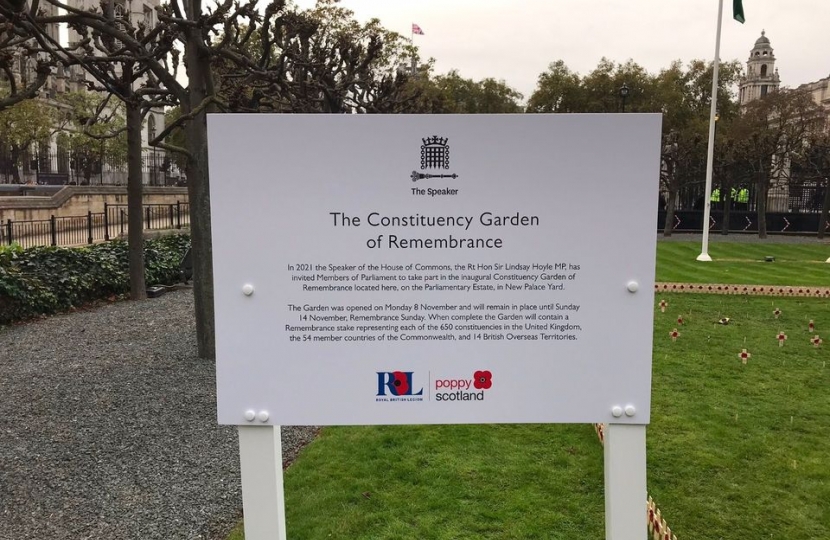 The Speaker
The Constituency Garden
of Remembrance
In 2021 the Speaker of the House of Commons, the Rt Hon Sir Lindsay Hoyle MP, has
invited Members of Parliament to take part in the inaugural Constituency Garden of
Remembrance located here, on the Parliamentary Estate, in New Palace Yard.
The Garden was opened on Monday 8 November and will remain in place until Sunday
14 November, Remembrance Sunday. When complete the Garden will contain a
Remembrance stake representing each of the 650 constituencies in the United Kingdom,
the 54 member countries of the Commonwealth, and 14 British Overseas Territories.
RBL
ROYAL BRITISH LEGION
poppy
scotland